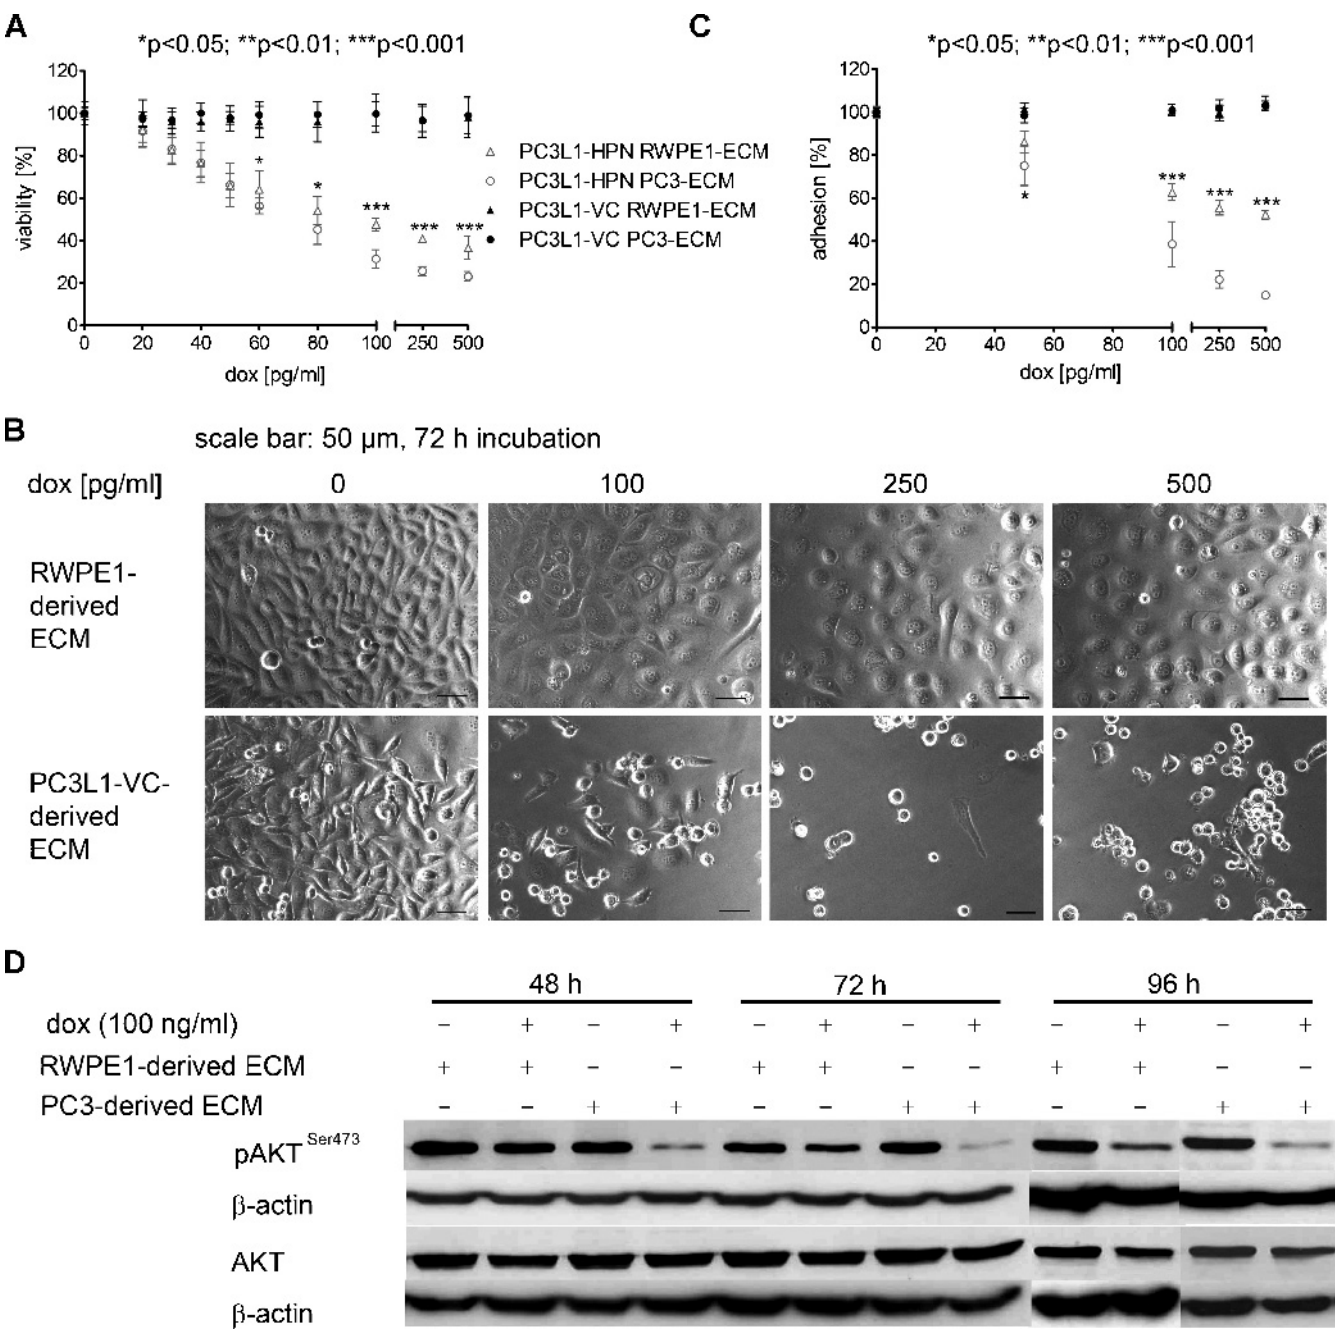 A
*p<0.05; **p<0.01; ***p<0.001
120
100
80
60
40
20
0
viability [%]
*
*
***
***
***
0 20 40 60 80 100 250 500
dox [pg/ml]
PC3L1-HPN RWPE1-ECM
PC3L1-HPN PC3-ECM
PC3L1-VC RWPE1-ECM
PC3L1-VC PC3-ECM
C
*p<0.05; **p<0.01; ***p<0.001
120
100
80
60
40
20
0
adhesion [%]
*
***
***
***
0 20 40 60 80 100 250 500
dox [pg/ml]
B
scale bar: 50 µm, 72 h incubation
dox [pg/ml] 0 100 250 500
RWPE1-
derived
ECM
PC3L1-VC-
derived
ECM
D
48 h 72 h 96 h
dox (100 ng/ml) − + − + − + − + − + − +
RWPE1-derived ECM + + − − + + − − + + − −
PC3-derived ECM − − + + − − + + − − + +
pAKT Ser473
β-actin
AKT
β-actin